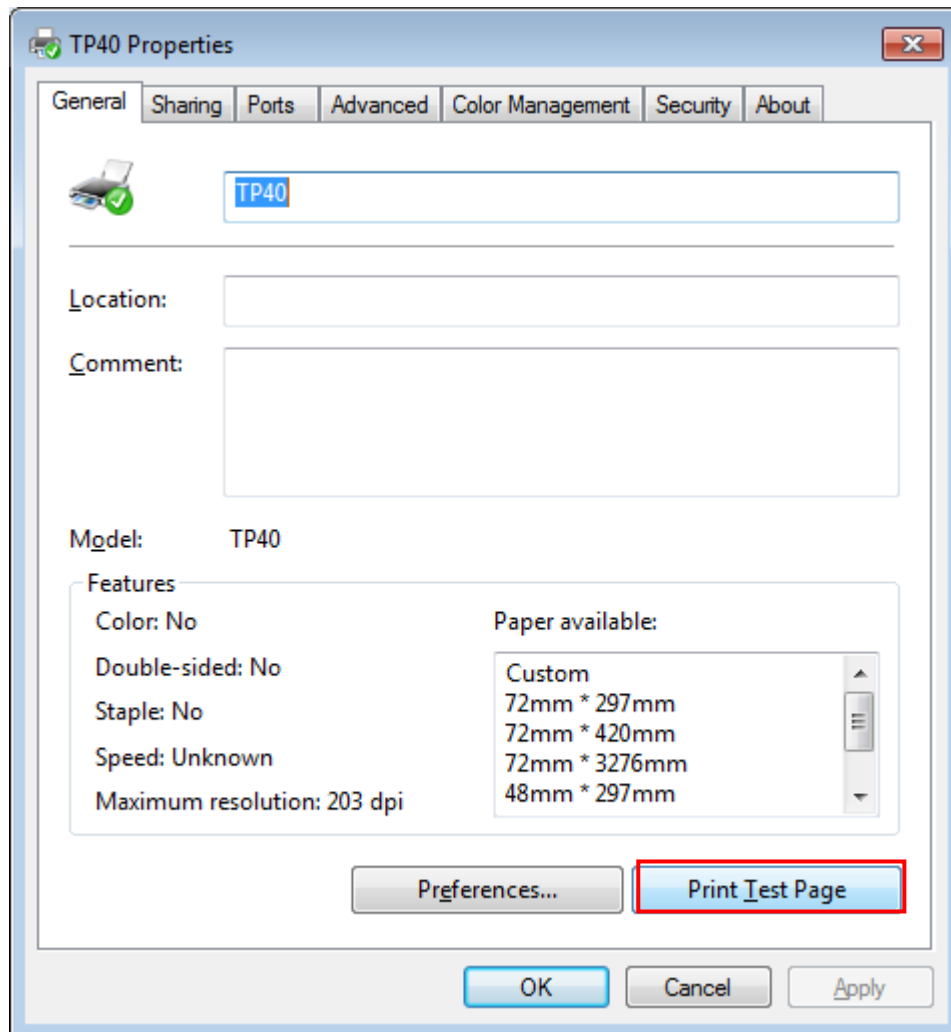 TP40 Properties
General Sharing Ports Advanced Color Management Security About
TP40
Location:
Comment:
Model: TP40
Features
Color: No
Double-sided: No
Staple: No
Speed: Unknown
Maximum resolution: 203 dpi
Paper available:
Custom
72mm * 297mm
72mm * 420mm
72mm * 3276mm
48mm * 297mm
Preferences... Print Test Page
OK Cancel Apply